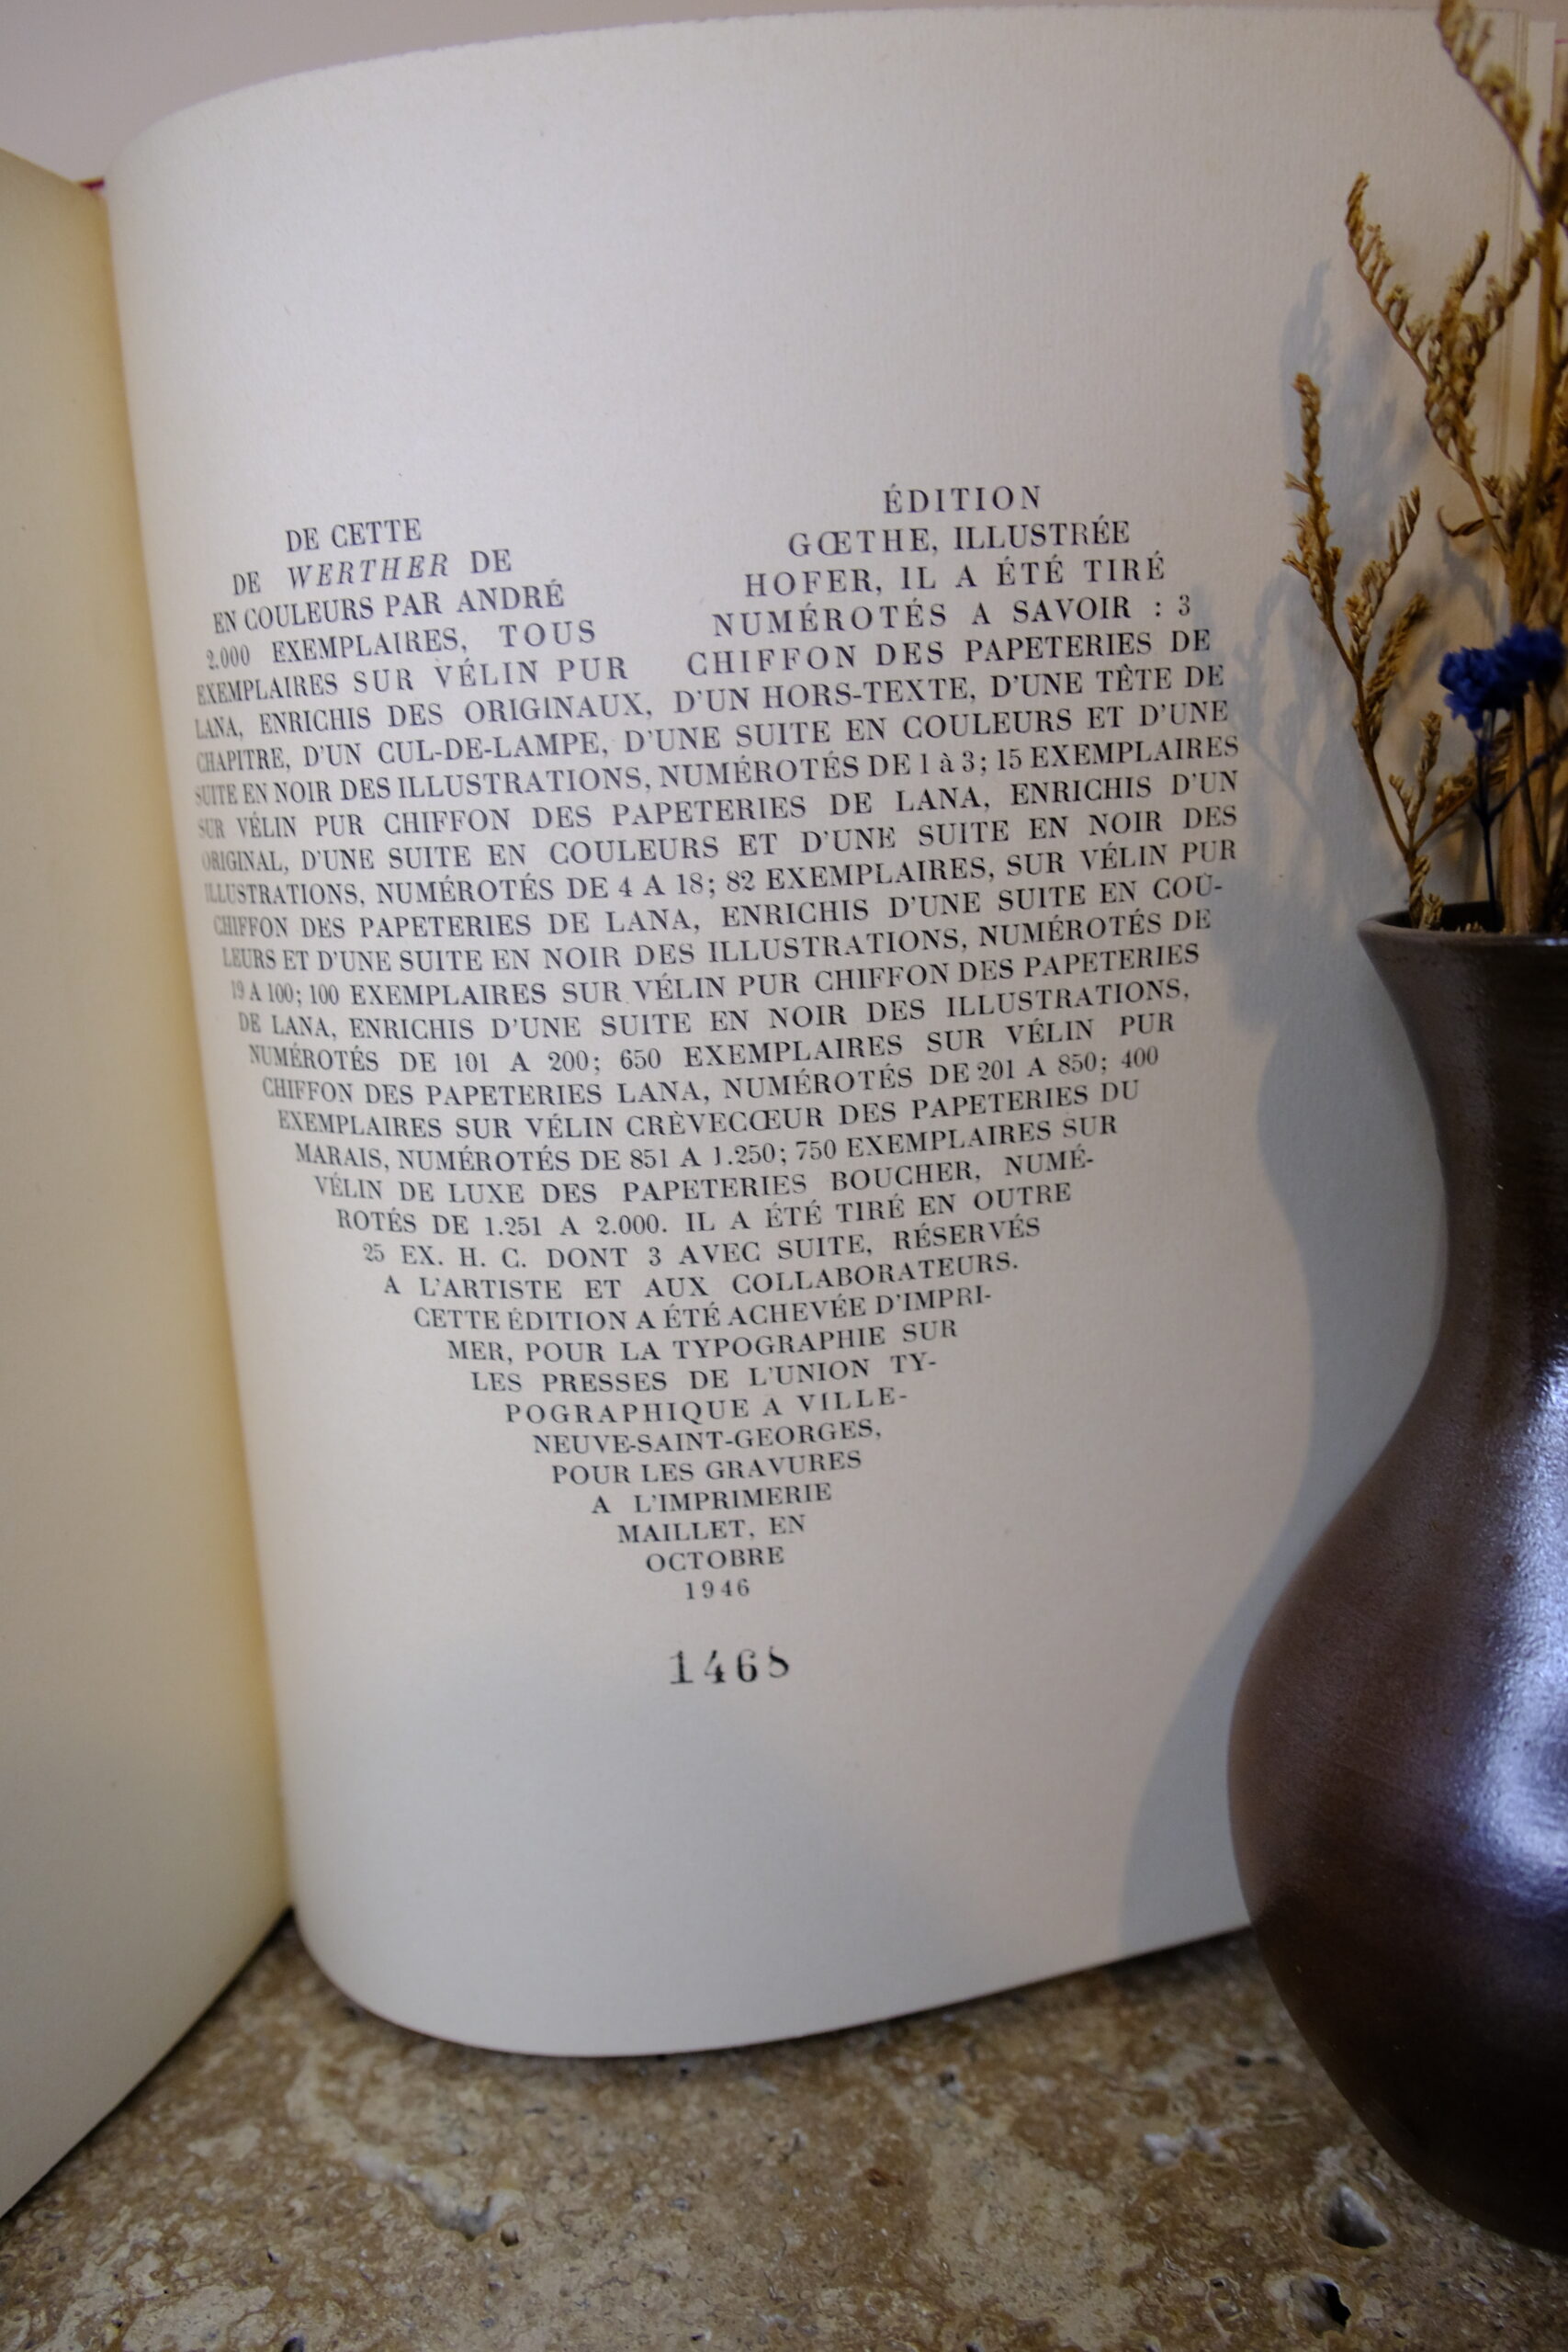 DE CETTE ÉDITION
DE WERTHER DE GŒTHE, ILLUSTRÉE
EN COULEURS PAR ANDRÉ HOFER, IL A ÉTÉ TIRÉ
2.000 EXEMPLAIRES, TOUS NUMÉROTÉS A SAVOIR : 3
EXEMPLAIRES SUR VÉLIN PUR CHIFFON DES PAPETERIES DE
LANA, ENRICHIS DES ORIGINAUX, D'UN HORS-TEXTE, D'UNE TÊTE DE
CHAPITRE, D'UN CUL-DE-LAMPE, D'UNE SUITE EN COULEURS ET D'UNE
SUITE EN NOIR DES ILLUSTRATIONS, NUMÉROTÉS DE 1 à 3; 15 EXEMPLAIRES
SUR VÉLIN PUR CHIFFON DES PAPETERIES DE LANA, ENRICHIS D'UN
ORIGINAL, D'UNE SUITE EN COULEURS ET D'UNE SUITE EN NOIR DES
ILLUSTRATIONS, NUMÉROTÉS DE 4 A 18; 82 EXEMPLAIRES, SUR VÉLIN PUR
CHIFFON DES PAPETERIES DE LANA, ENRICHIS D'UNE SUITE EN COU-
LEURS ET D'UNE SUITE EN NOIR DES ILLUSTRATIONS, NUMÉROTÉS DE
19 A 100; 100 EXEMPLAIRES SUR VÉLIN PUR CHIFFON DES PAPETERIES
DE LANA, ENRICHIS D'UNE SUITE EN NOIR DES ILLUSTRATIONS,
NUMÉROTÉS DE 101 A 200; 650 EXEMPLAIRES SUR VÉLIN PUR
CHIFFON DES PAPETERIES LANA, NUMÉROTÉS DE 201 A 850; 400
EXEMPLAIRES SUR VÉLIN CRÈVECŒUR DES PAPETERIES DU
MARAIS, NUMÉROTÉS DE 851 A 1.250; 750 EXEMPLAIRES SUR
VÉLIN DE LUXE DES PAPETERIES BOUCHER, NUMÉ-
ROTÉS DE 1.251 A 2.000. IL A ÉTÉ TIRÉ EN OUTRE
25 EX. H. C. DONT 3 AVEC SUITE, RÉSERVÉS
A L'ARTISTE ET AUX COLLABORATEURS.
CETTE ÉDITION A ÉTÉ ACHEVÉE D'IMPRI-
MER, POUR LA TYPOGRAPHIE SUR
LES PRESSES DE L'UNION TY-
POGRAPHIQUE A VILLE-
NEUVE-SAINT-GEORGES,
POUR LES GRAVURES
A L'IMPRIMERIE
MAILLET, EN
OCTOBRE
1946
1468